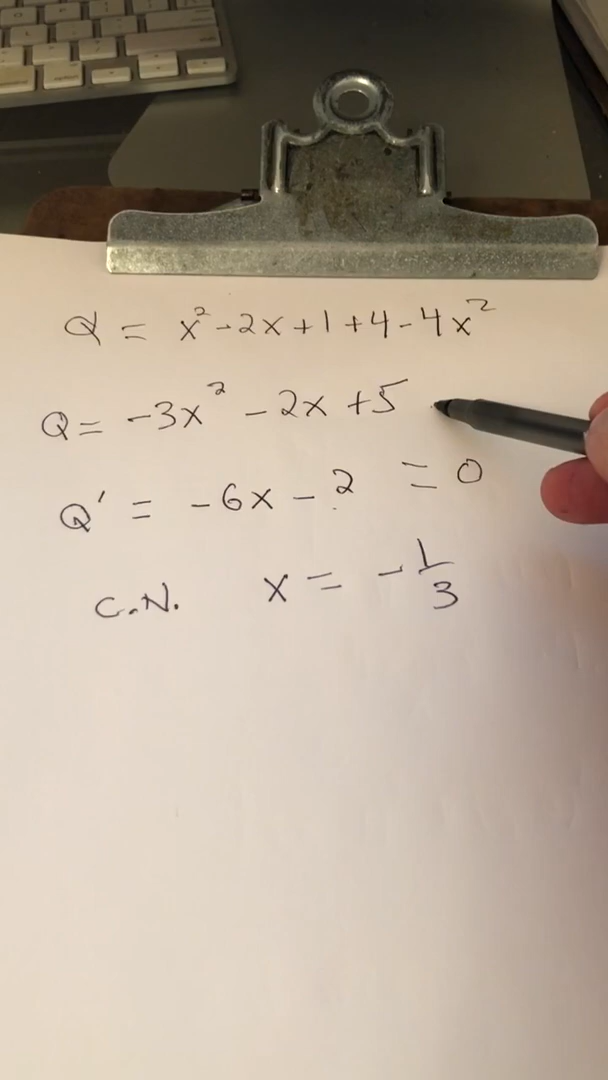 Q = x² - 2x + 1 + 4 - 4x²
Q = -3x² - 2x + 5
Q' = -6x - 2 = 0
C.N. x = -1/3